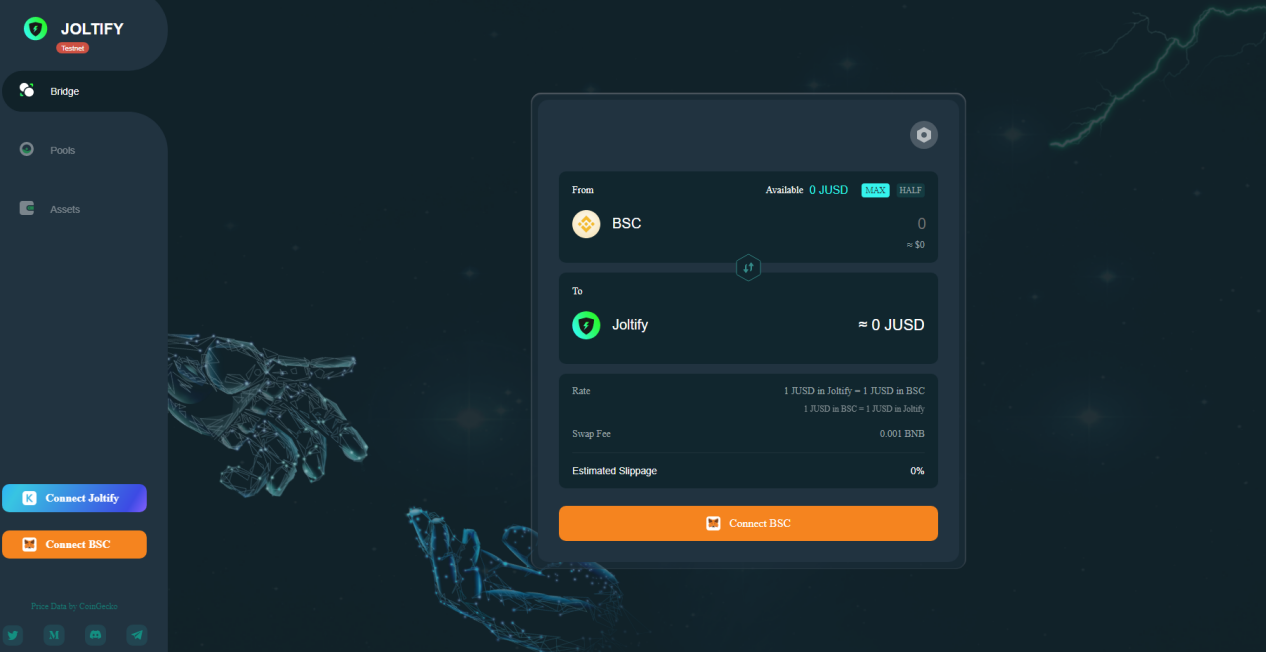 JOLTIFY
Testnet
Bridge
Pools
Assets
Connect Joltify
Connect BSC
Price Data by CoinGecko
From
Available 0 JUSD MAX HALF
BSC
0
≈ $0
To
Joltify
≈ 0 JUSD
Rate
1 JUSD in Joltify = 1 JUSD in BSC
1 JUSD in BSC = 1 JUSD in Joltify
Swap Fee
0.001 BNB
Estimated Slippage
0%
Connect BSC